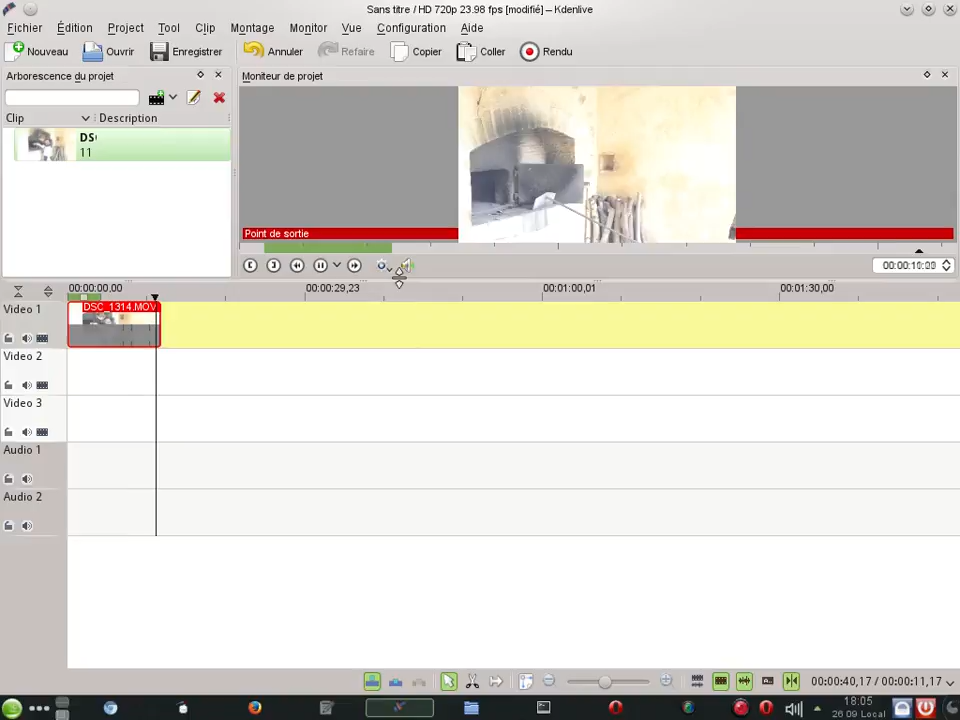 Sans titre / HD 720p 23.98 fps [modifié] – Kdenlive
Fichier Édition Project Tool Clip Montage Monitor Vue Configuration Aide
Nouveau Ouvrir Enregistrer Annuler Refaire Copier Coller Rendu
Arborescence du projet
Moniteur de projet
Clip Description
DS
11
Point de sortie
00:00:00,00 00:00:29,23 00:01:00,01 00:01:30,00
Video 1
DSC_1314.MOV
Video 2
Video 3
Audio 1
Audio 2
00:00:40,17 / 00:00:11,17
18:05
26 09 Local